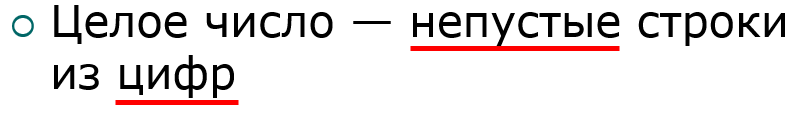 Целое число — непустые строки
из цифр